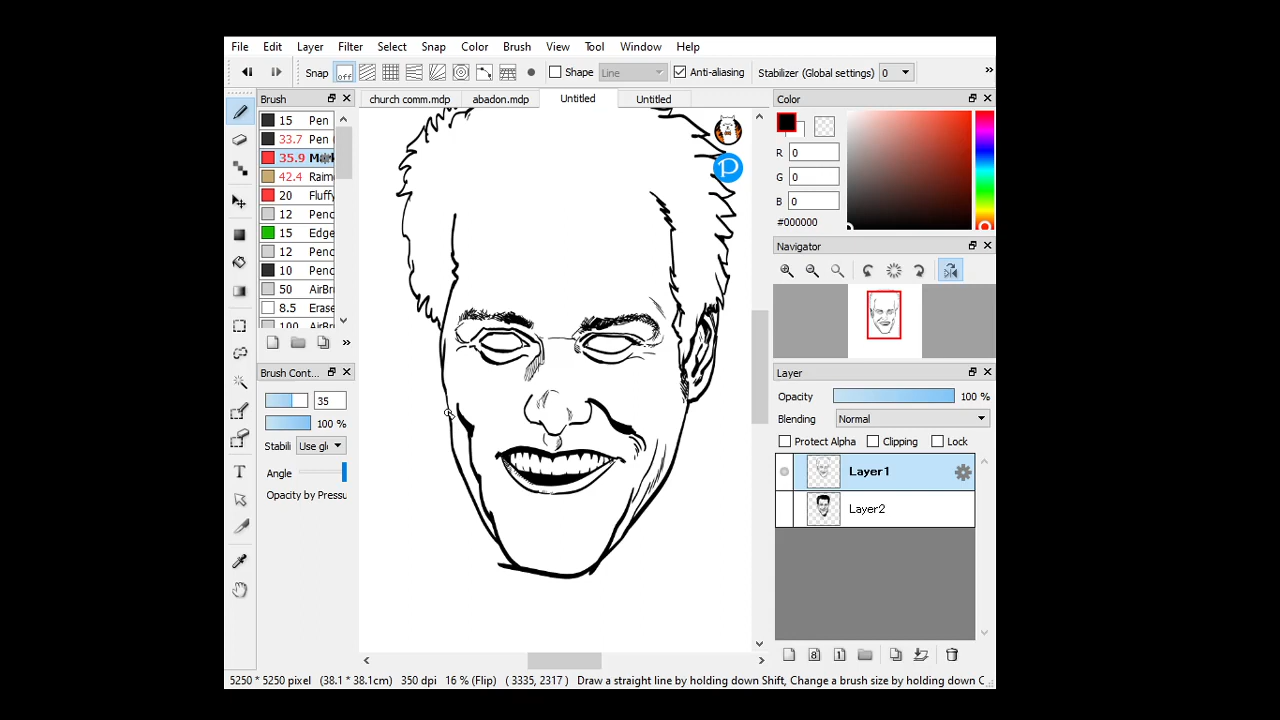 File Edit Layer Filter Select Snap Color Brush View Tool Window Help
Snap off Shape Line Anti-aliasing Stabilizer (Global settings) 0 »
Brush
church comm.mdp abadon.mdp Untitled Untitled
Color
15 Pen
33.7 Pen
35.9 Mark
42.4 Raim
20 Fluffy
12 Penc
15 Edge
12 Penc
10 Penc
50 AirBr
8.5 Erase
100 AirBr
»
R 0
G 0
B 0
#000000
Navigator
Brush Cont...
35
100 %
Stabili Use gl
Angle
Opacity by Pressu
Layer
Opacity 100 %
Blending Normal
Protect Alpha Clipping Lock
Layer1
Layer2
T
P
8 1
5250 * 5250 pixel (38.1 * 38.1cm) 350 dpi 16 % (Flip) ( 3335, 2317 ) Draw a straight line by holding down Shift, Change a brush size by holding down C